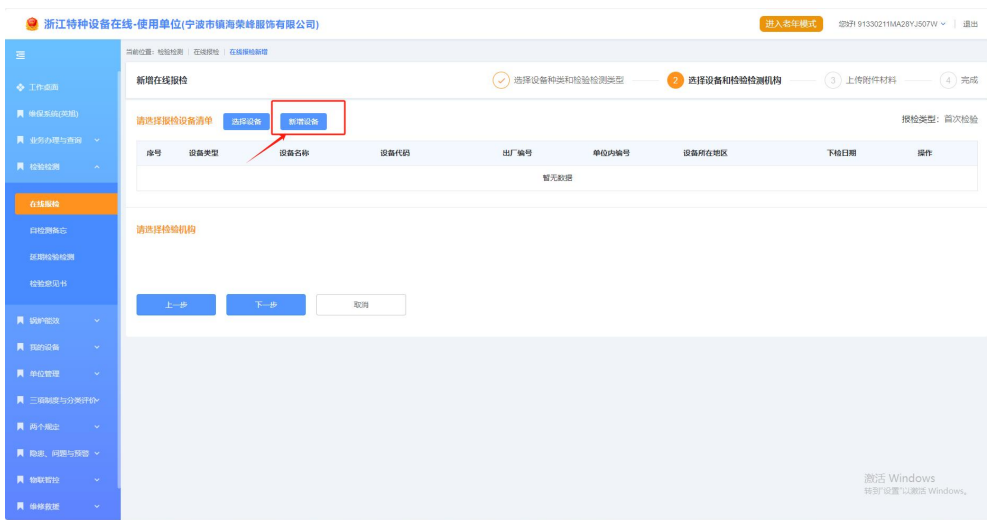 浙江特种设备在线-使用单位(宁波市镇海荣峰服饰有限公司)
进入老年模式 您好! 91330211MA28YJ507W 退出
当前位置: 检验检测 | 在线报检 | 在线报检新增
工作桌面
维保系统(英旭)
业务办理与查询
检验检测
在线报检
自检测备忘
延期检验检测
检验意见书
锅炉能效
我的设备
单位管理
三项制度与分类评价
两个规定
隐患、问题与预警
物联智控
维修救援
新增在线报检
选择设备种类和检验检测类型 2 选择设备和检验检测机构 3 上传附件材料 4 完成
请选择报检设备清单 选择设备 新增设备 报检类型: 首次检验
序号 设备类型 设备名称 设备代码 出厂编号 单位内编号 设备所在地区 下检日期 操作
暂无数据
请选择检验机构
上一步 下一步 取消
激活 Windows
转到"设置"以激活 Windows。